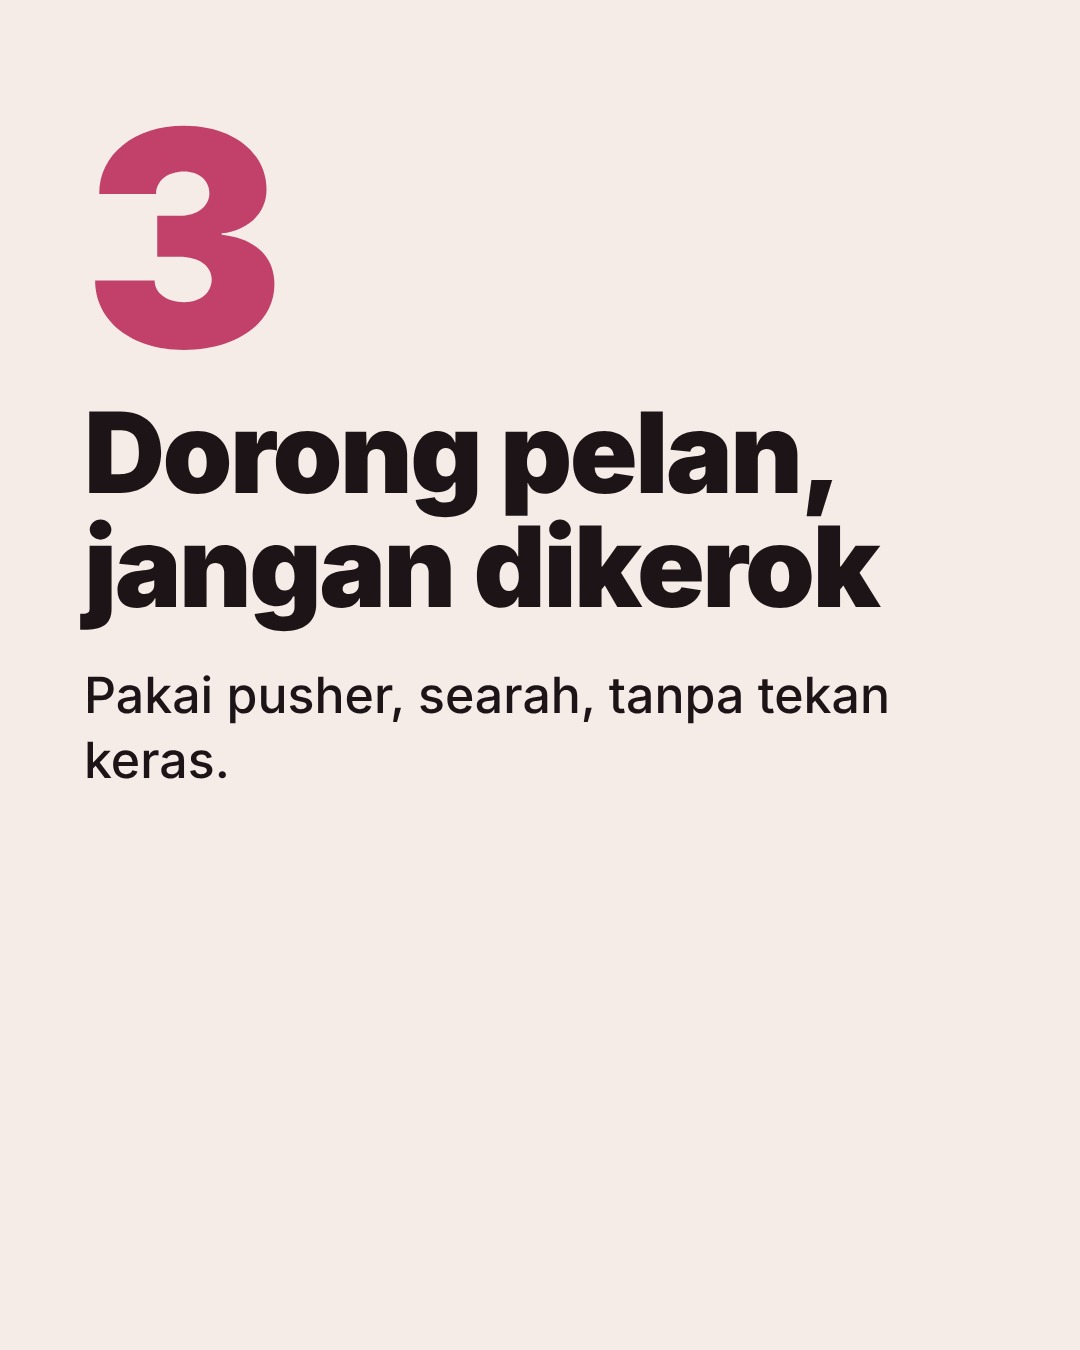 3
Dorong pelan,
jangan dikerok
Pakai pusher, searah, tanpa tekan
keras.